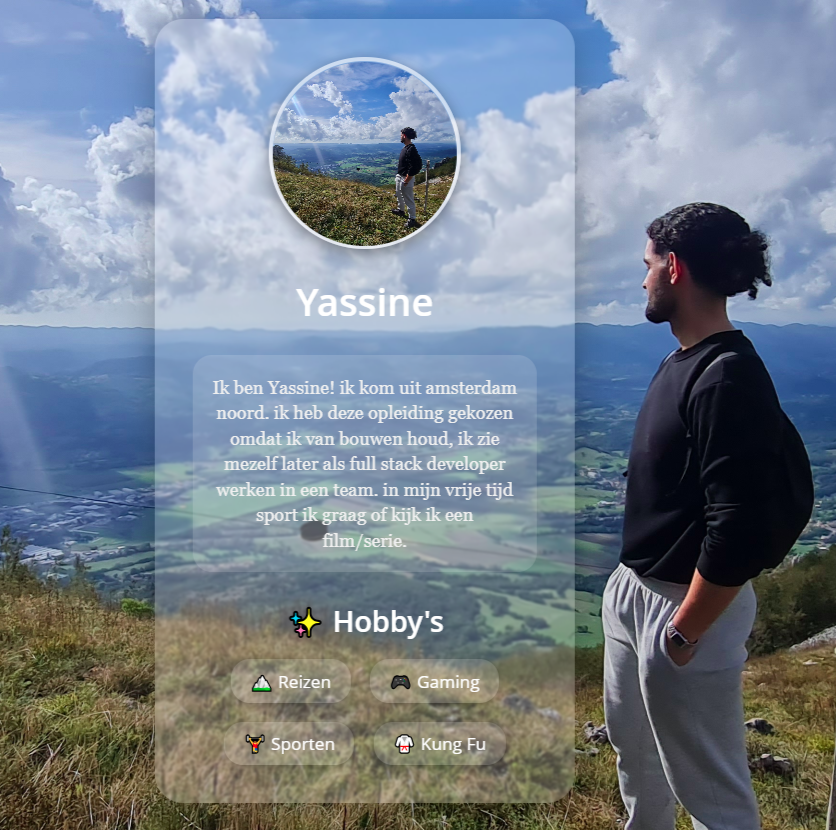 Yassine
Ik ben Yassine! ik kom uit amsterdam
noord. ik heb deze opleiding gekozen
omdat ik van bouwen houd, ik zie
mezelf later als full stack developer
werken in een team. in mijn vrije tijd
sport ik graag of kijk ik een
film/serie.
✨ Hobby's
🏔️ Reizen 🎮 Gaming
🏋️ Sporten 🥋 Kung Fu